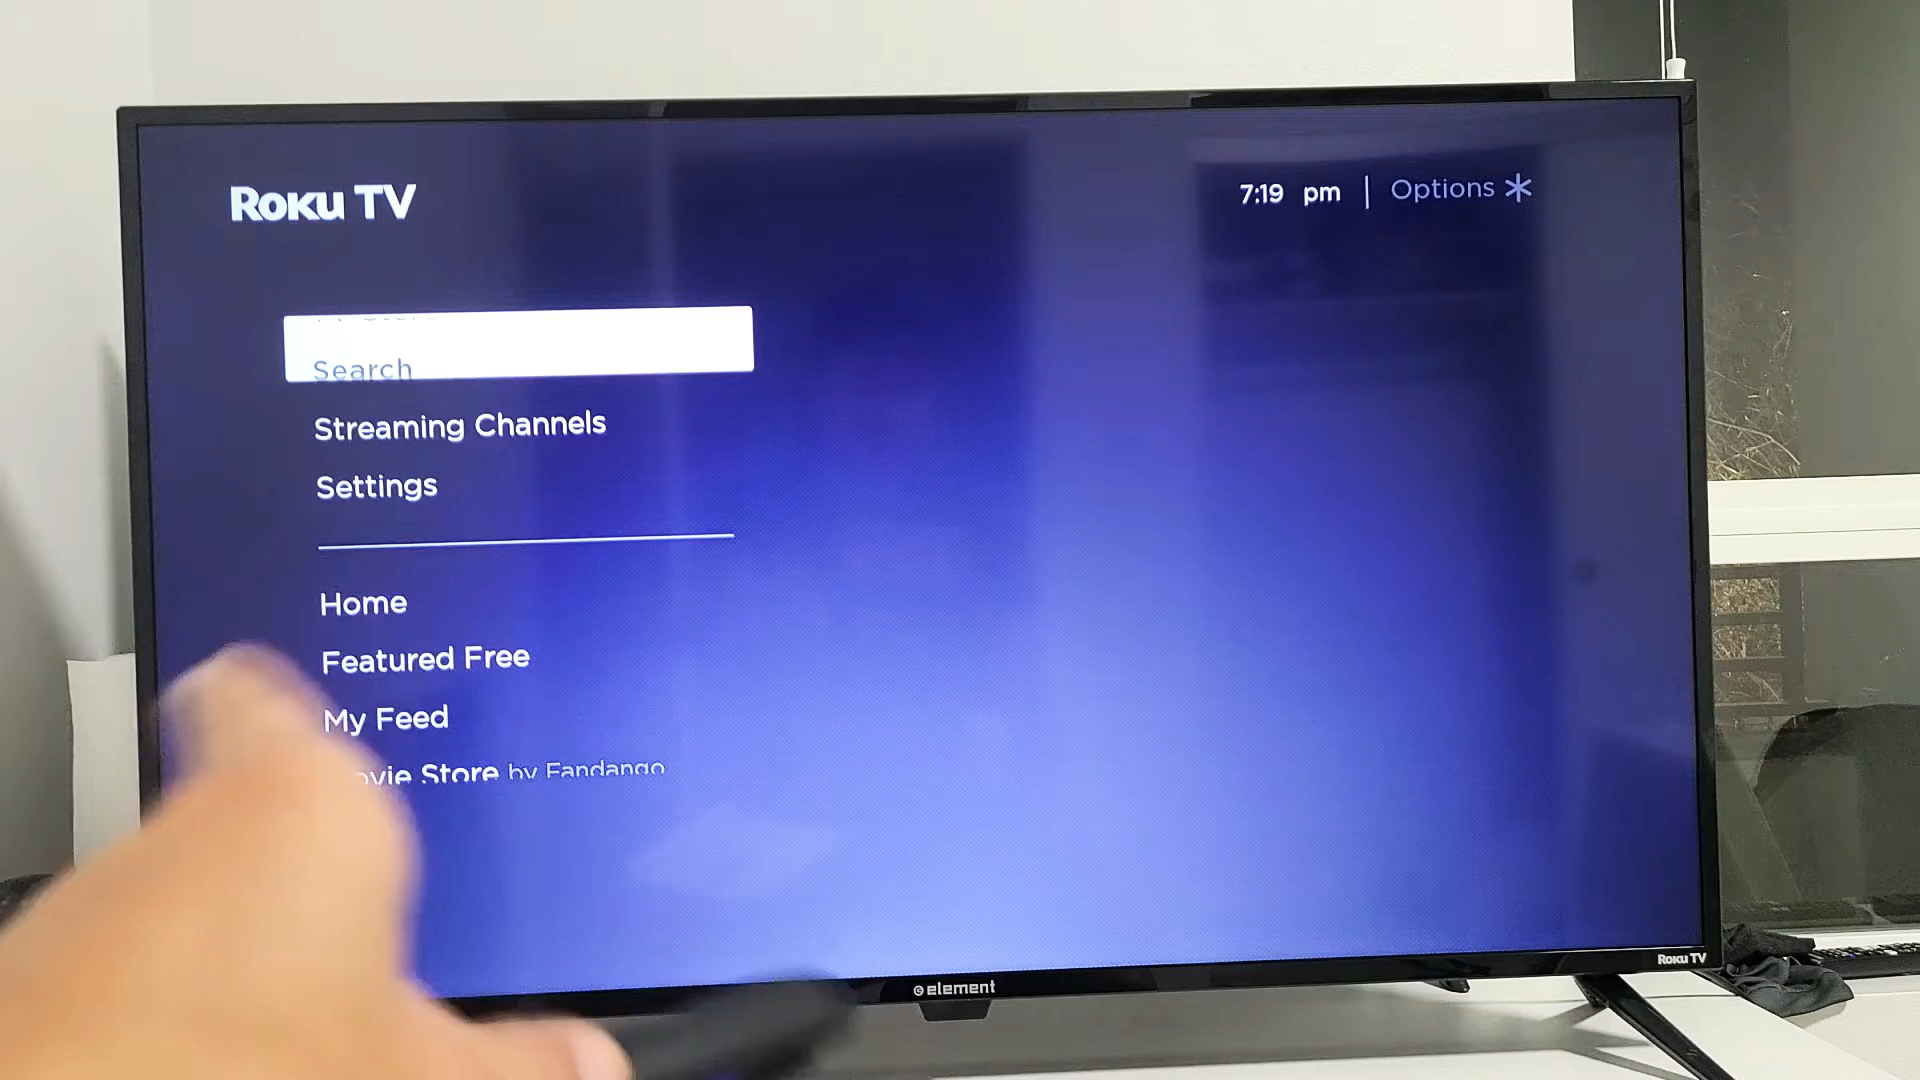 Roku TV
7:19 pm | Options
Search
Streaming Channels
Settings
Home
Featured Free
My Feed
Store by Fandango
element
Roku TV